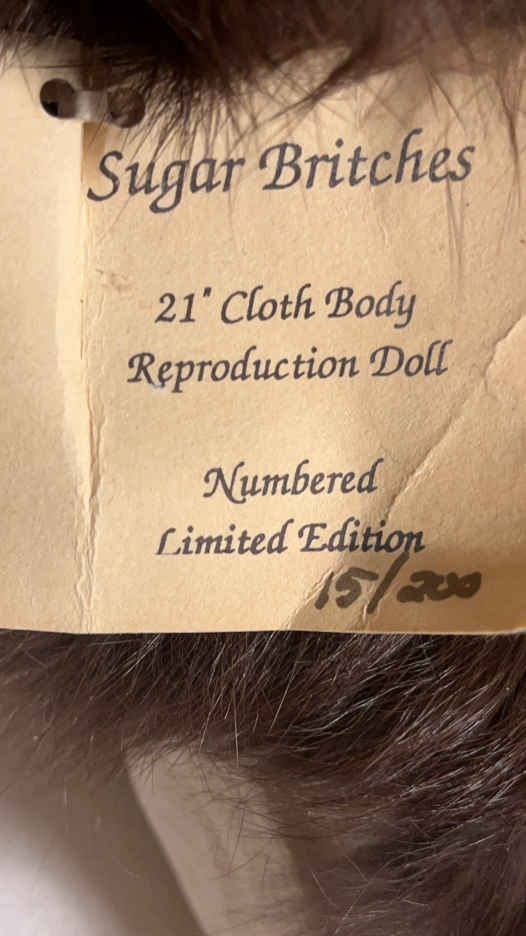 Sugar Britches
21" Cloth Body
Reproduction Doll
Numbered
Limited Edition
15/200